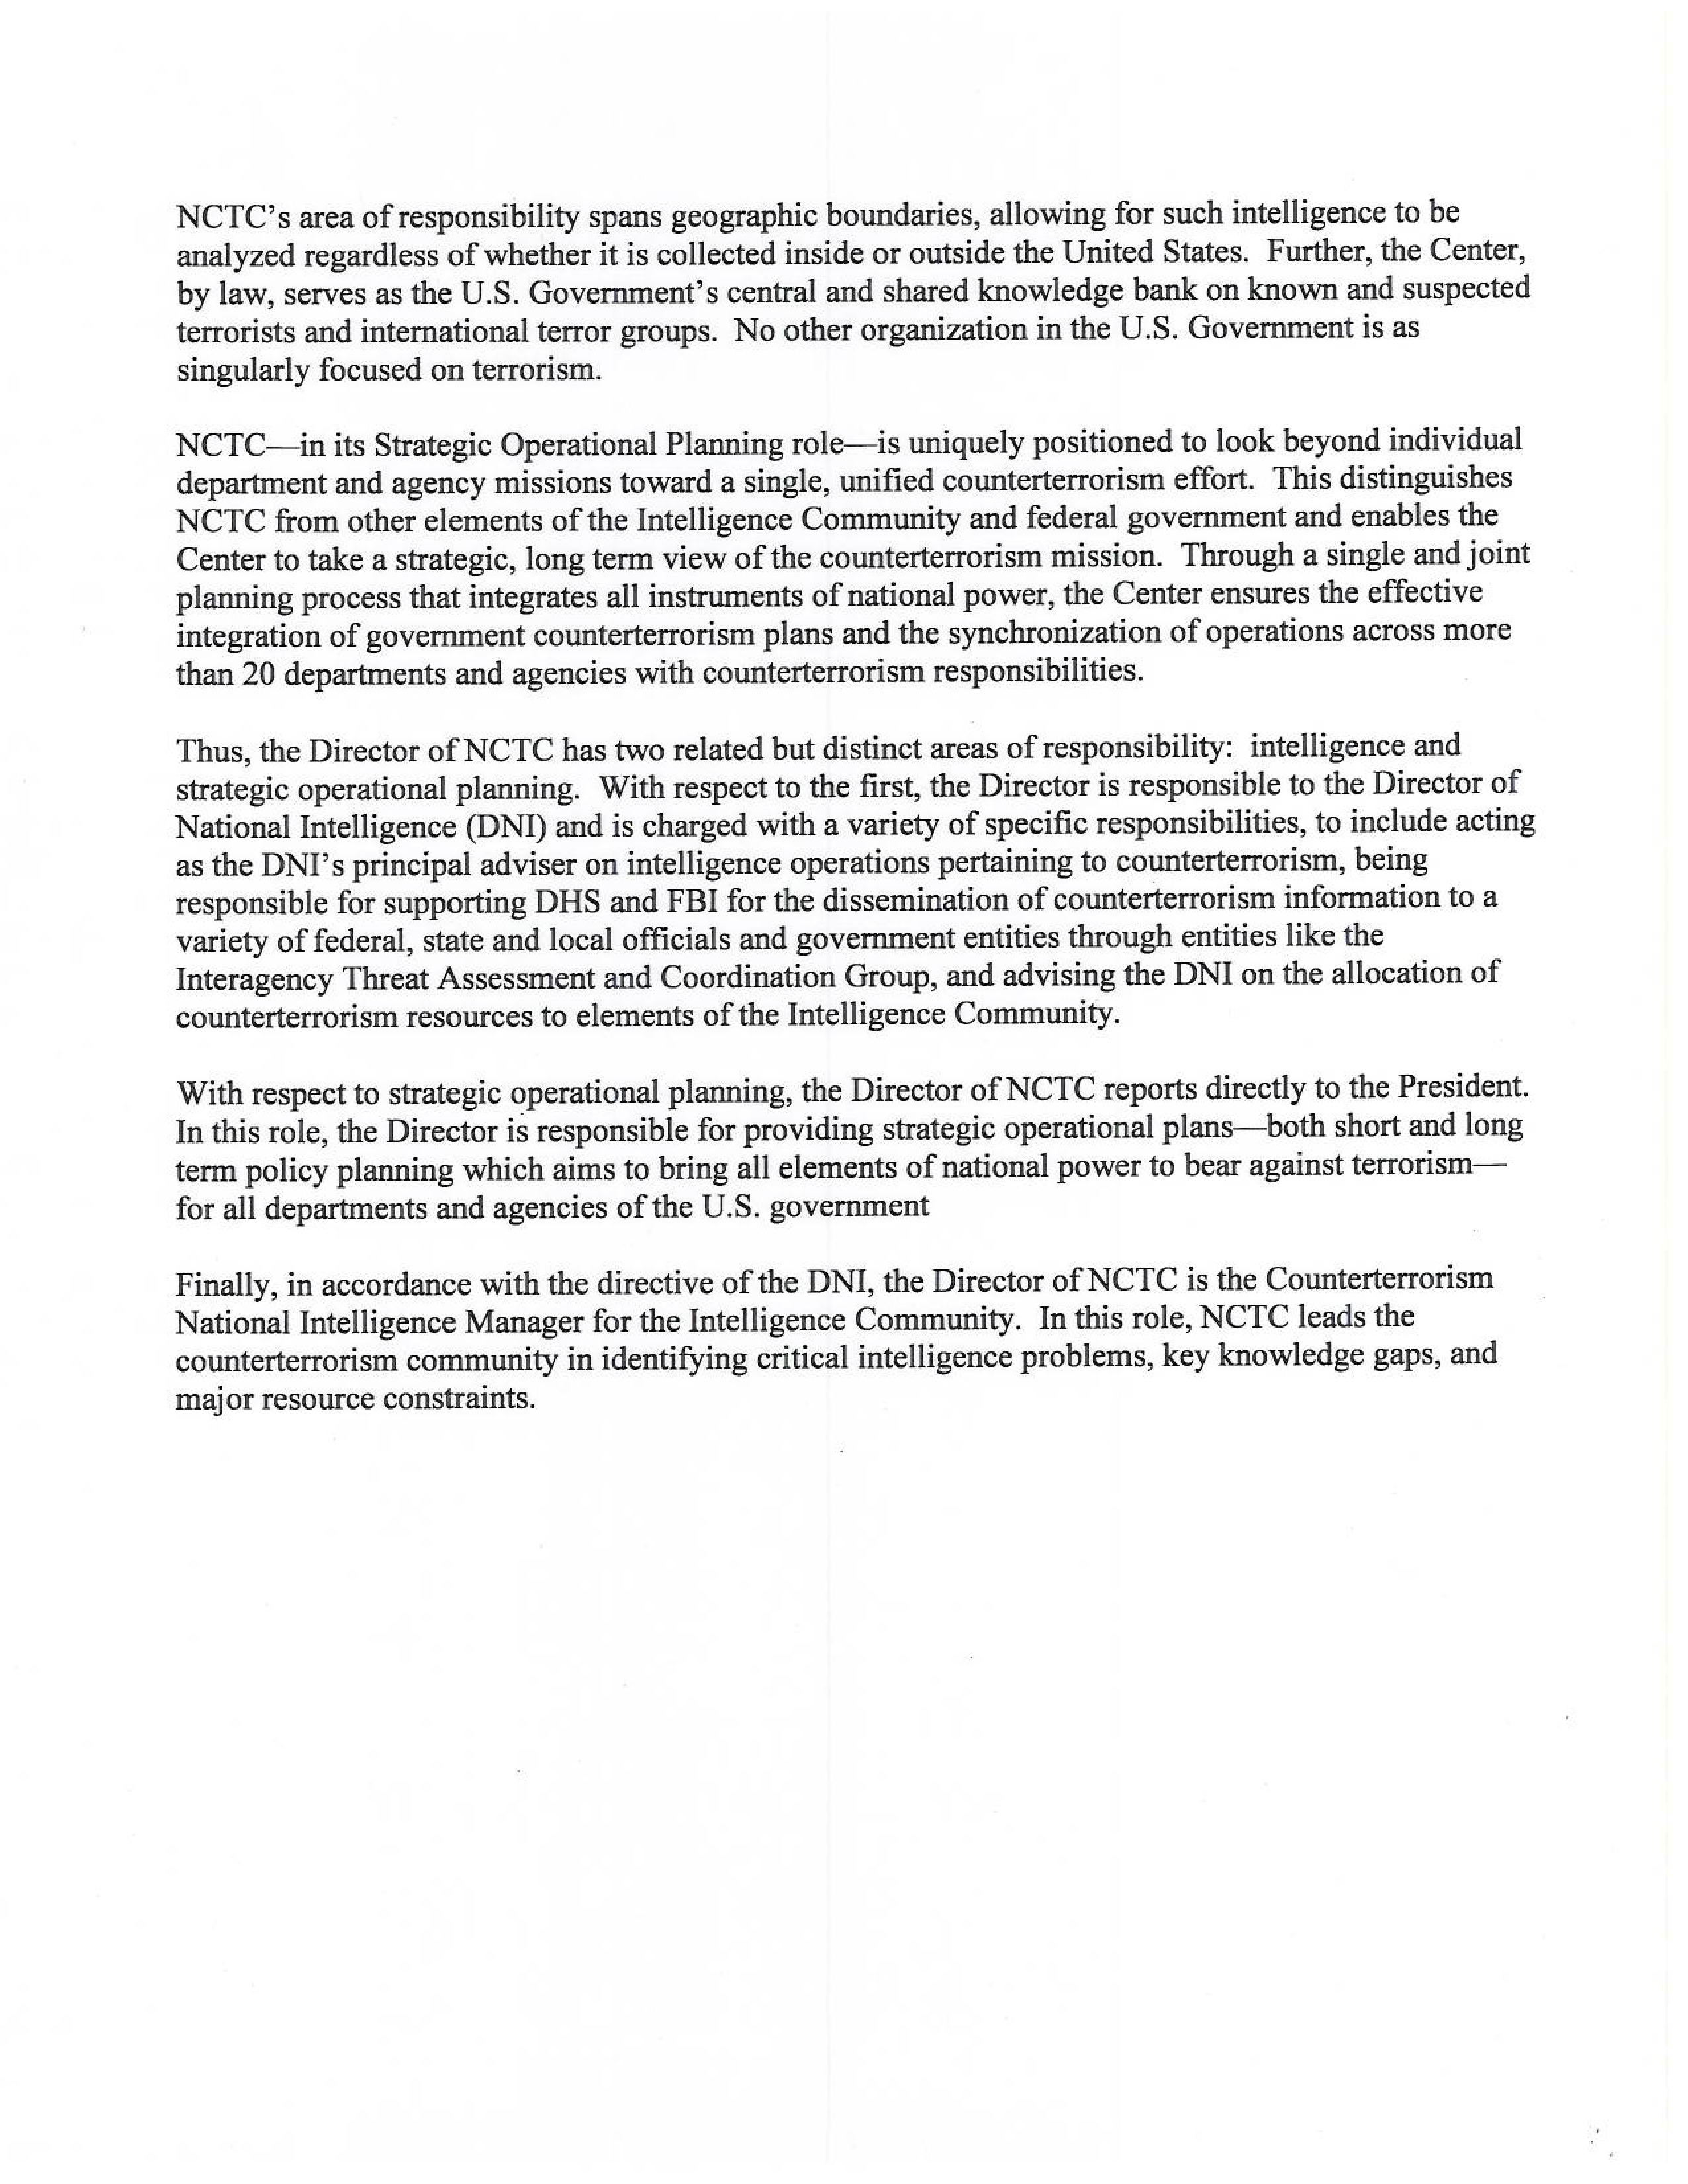 NCTC’s area of responsibility spans geographic boundaries, allowing for such intelligence to be
analyzed regardless of whether it is collected inside or outside the United States.  Further, the Center,
by law, serves as the U.S. Government’s central and shared knowledge bank on known and suspected
terrorists and international terror groups.  No other organization in the U.S. Government is as
singularly focused on terrorism.
NCTC—in its Strategic Operational Planning role—is uniquely positioned to look beyond individual
department and agency missions toward a single, unified counterterrorism effort.  This distinguishes
NCTC from other elements of the Intelligence Community and federal government and enables the
Center to take a strategic, long term view of the counterterrorism mission.  Through a single and joint
planning process that integrates all instruments of national power, the Center ensures the effective
integration of government counterterrorism plans and the synchronization of operations across more
than 20 departments and agencies with counterterrorism responsibilities.
Thus, the Director of NCTC has two related but distinct areas of responsibility:  intelligence and
strategic operational planning.  With respect to the first, the Director is responsible to the Director of
National Intelligence (DNI) and is charged with a variety of specific responsibilities, to include acting
as the DNI’s principal adviser on intelligence operations pertaining to counterterrorism, being
responsible for supporting DHS and FBI for the dissemination of counterterrorism information to a
variety of federal, state and local officials and government entities through entities like the
Interagency Threat Assessment and Coordination Group, and advising the DNI on the allocation of
counterterrorism resources to elements of the Intelligence Community.
With respect to strategic operational planning, the Director of NCTC reports directly to the President.
In this role, the Director is responsible for providing strategic operational plans—both short and long
term policy planning which aims to bring all elements of national power to bear against terrorism—
for all departments and agencies of the U.S. government
Finally, in accordance with the directive of the DNI, the Director of NCTC is the Counterterrorism
National Intelligence Manager for the Intelligence Community.  In this role, NCTC leads the
counterterrorism community in identifying critical intelligence problems, key knowledge gaps, and
major resource constraints.